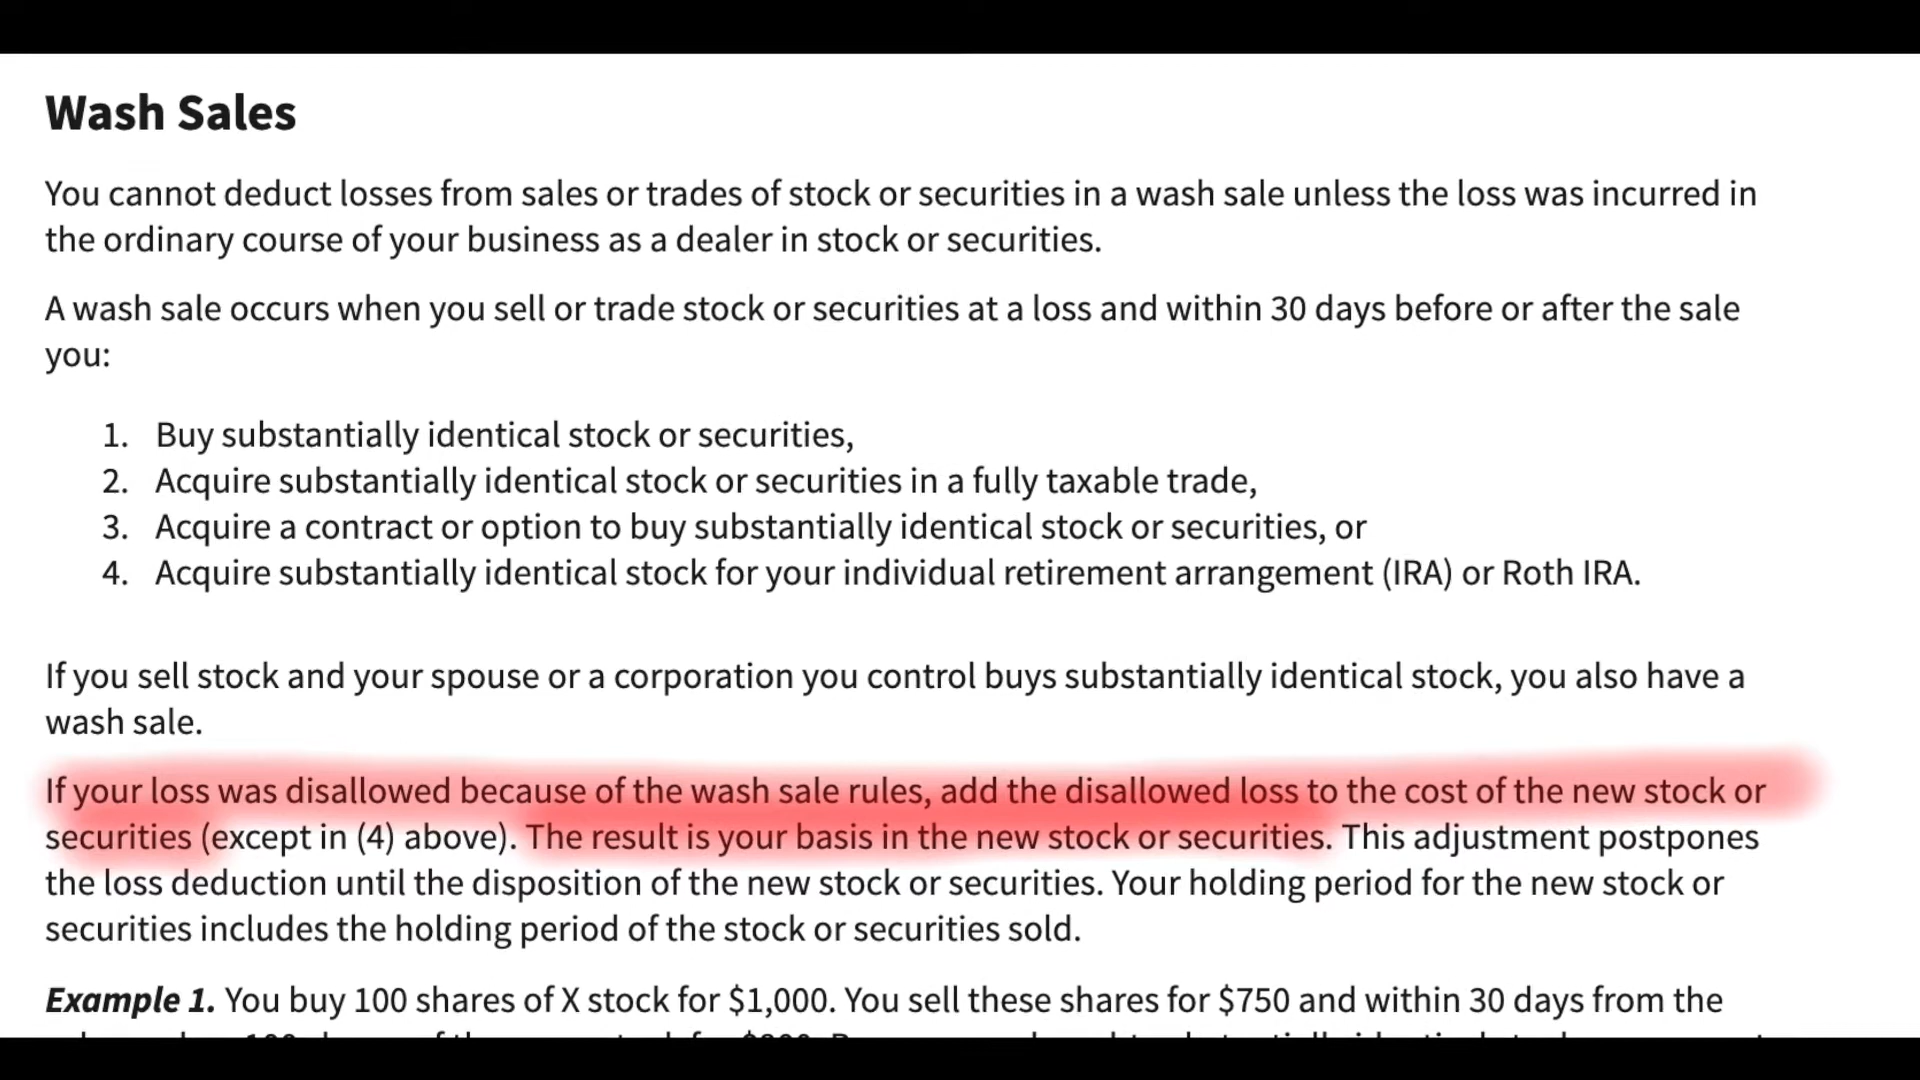 Wash Sales
You cannot deduct losses from sales or trades of stock or securities in a wash sale unless the loss was incurred in
the ordinary course of your business as a dealer in stock or securities.
A wash sale occurs when you sell or trade stock or securities at a loss and within 30 days before or after the sale
you:
1. Buy substantially identical stock or securities,
2. Acquire substantially identical stock or securities in a fully taxable trade,
3. Acquire a contract or option to buy substantially identical stock or securities, or
4. Acquire substantially identical stock for your individual retirement arrangement (IRA) or Roth IRA.
If you sell stock and your spouse or a corporation you control buys substantially identical stock, you also have a
wash sale.
If your loss was disallowed because of the wash sale rules, add the disallowed loss to the cost of the new stock or
securities (except in (4) above). The result is your basis in the new stock or securities. This adjustment postpones
the loss deduction until the disposition of the new stock or securities. Your holding period for the new stock or
securities includes the holding period of the stock or securities sold.
Example 1. You buy 100 shares of X stock for $1,000. You sell these shares for $750 and within 30 days from the